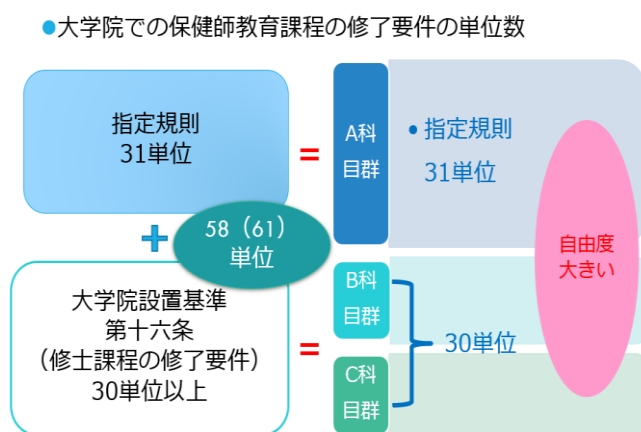 ●大学院での保健師教育課程の修了要件の単位数
指定規則
31単位
=
A科
目群
• 指定規則
31単位
+
58（61）
単位
自由度
大きい
大学院設置基準
第十六条
（修士課程の修了要件）
30単位以上
=
B科
目群
30単位
C科
目群